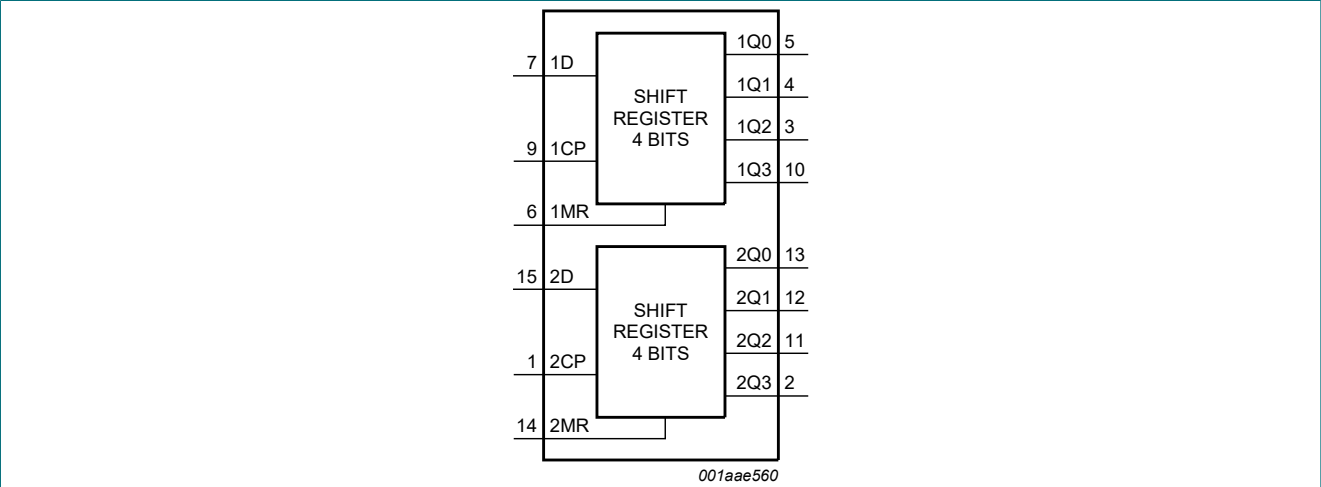 1Q0 5
7 1D
1Q1 4
SHIFT
REGISTER
4 BITS
1Q2 3
9 1CP
1Q3 10
6 1MR
2Q0 13
15 2D
2Q1 12
SHIFT
REGISTER
4 BITS
2Q2 11
1 2CP
2Q3 2
14 2MR
001aae560